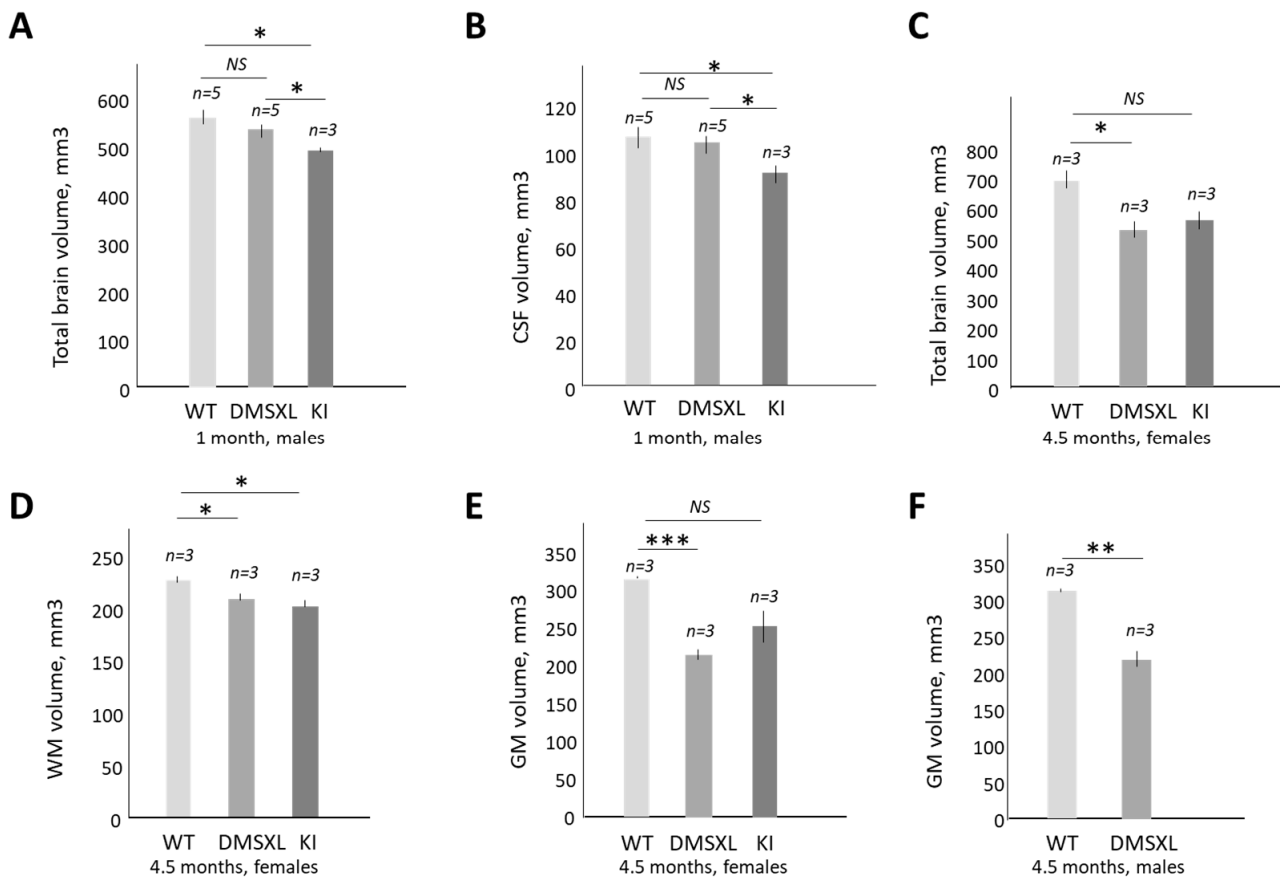 A
*
NS
*
n=5
n=5
n=3
600
500
400
300
200
100
0
Total brain volume, mm3
WT DMSXL KI
1 month, males
B
*
NS
*
n=5
n=5
n=3
120
100
80
60
40
20
0
CSF volume, mm3
WT DMSXL KI
1 month, males
C
NS
*
n=3
n=3
n=3
800
700
600
500
400
300
200
100
0
Total brain volume, mm3
WT DMSXL KI
4.5 months, females
D
*
*
n=3
n=3
n=3
250
200
150
100
50
0
WM volume, mm3
WT DMSXL KI
4.5 months, females
E
NS
***
n=3
n=3
n=3
350
300
250
200
150
100
50
0
GM volume, mm3
WT DMSXL KI
4.5 months, females
F
**
n=3
n=3
350
300
250
200
150
100
50
0
GM volume, mm3
WT DMSXL
4.5 months, males